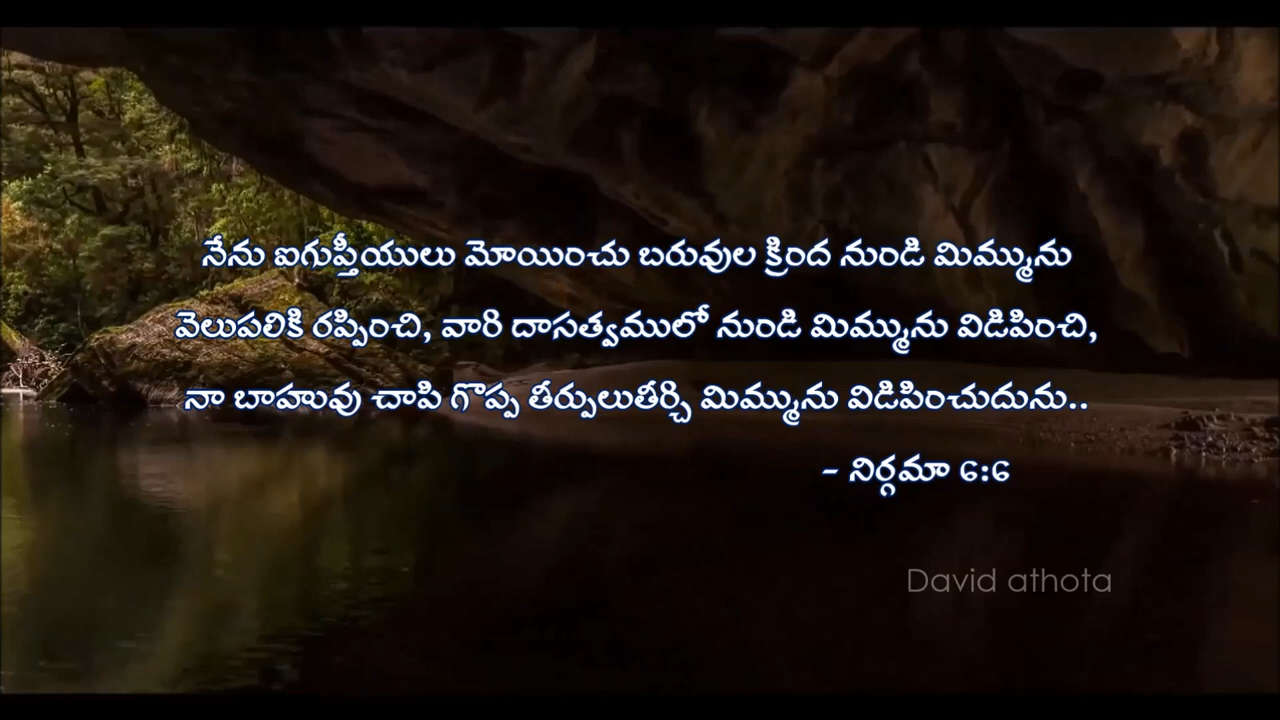 నేను ఐగుప్తీయులు మోయించు బరువుల క్రింద నుండి మిమ్మును
వెలుపలికి రప్పించి, వారి దాసత్వములో నుండి మిమ్మును విడిపించి,
నా బాహువు చాపి గొప్ప తీర్పులుతీర్చి మిమ్మును విడిపించుదును..
- నిర్గమా 6:6
David athota